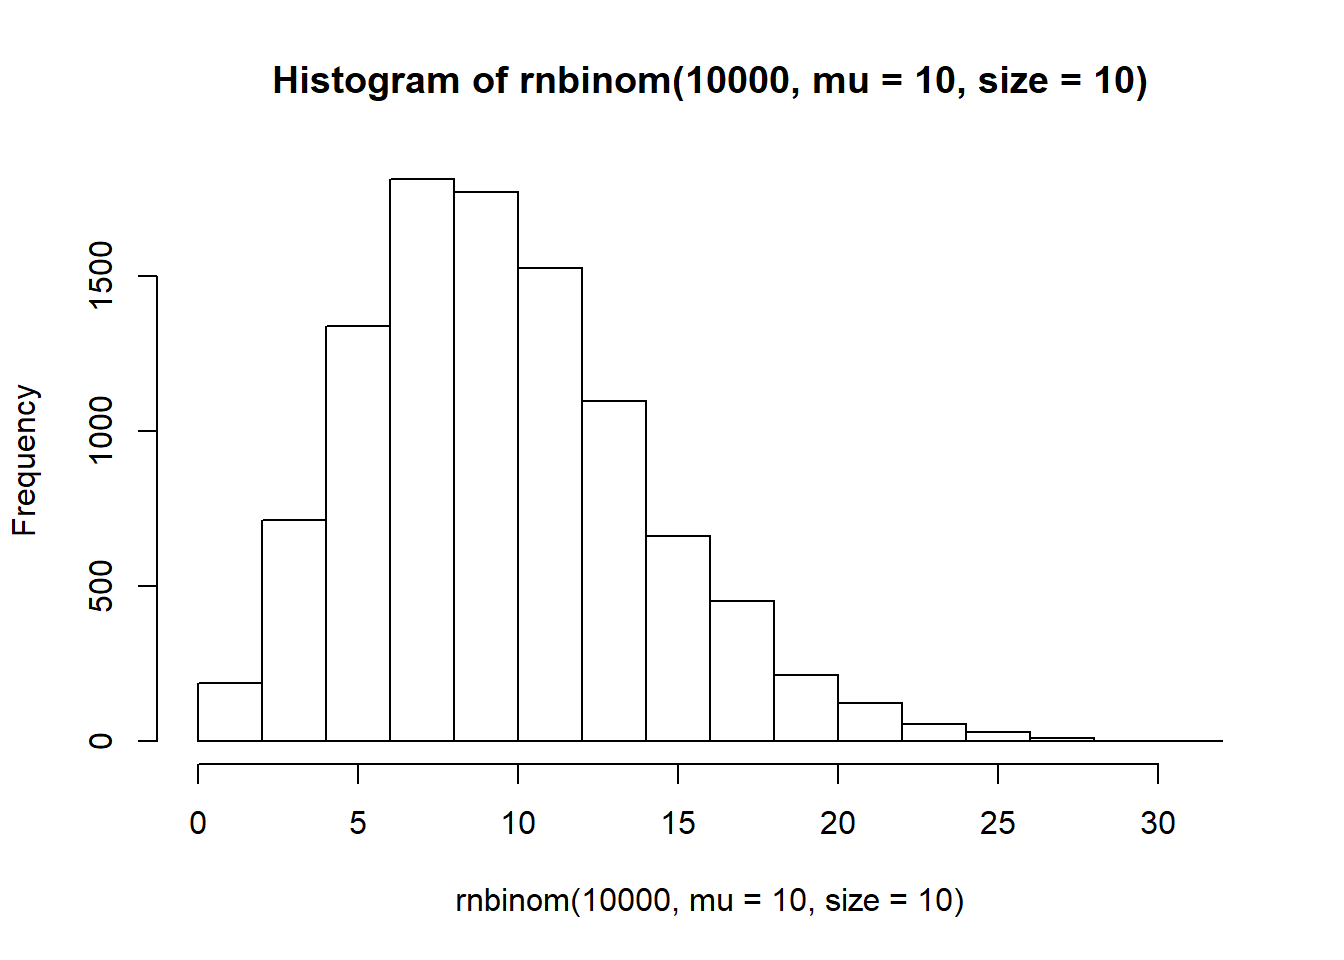 Histogram of rnbinom(10000, mu = 10, size = 10)
Frequency
1500
1000
500
0
0 5 10 15 20 25 30
rnbinom(10000, mu = 10, size = 10)